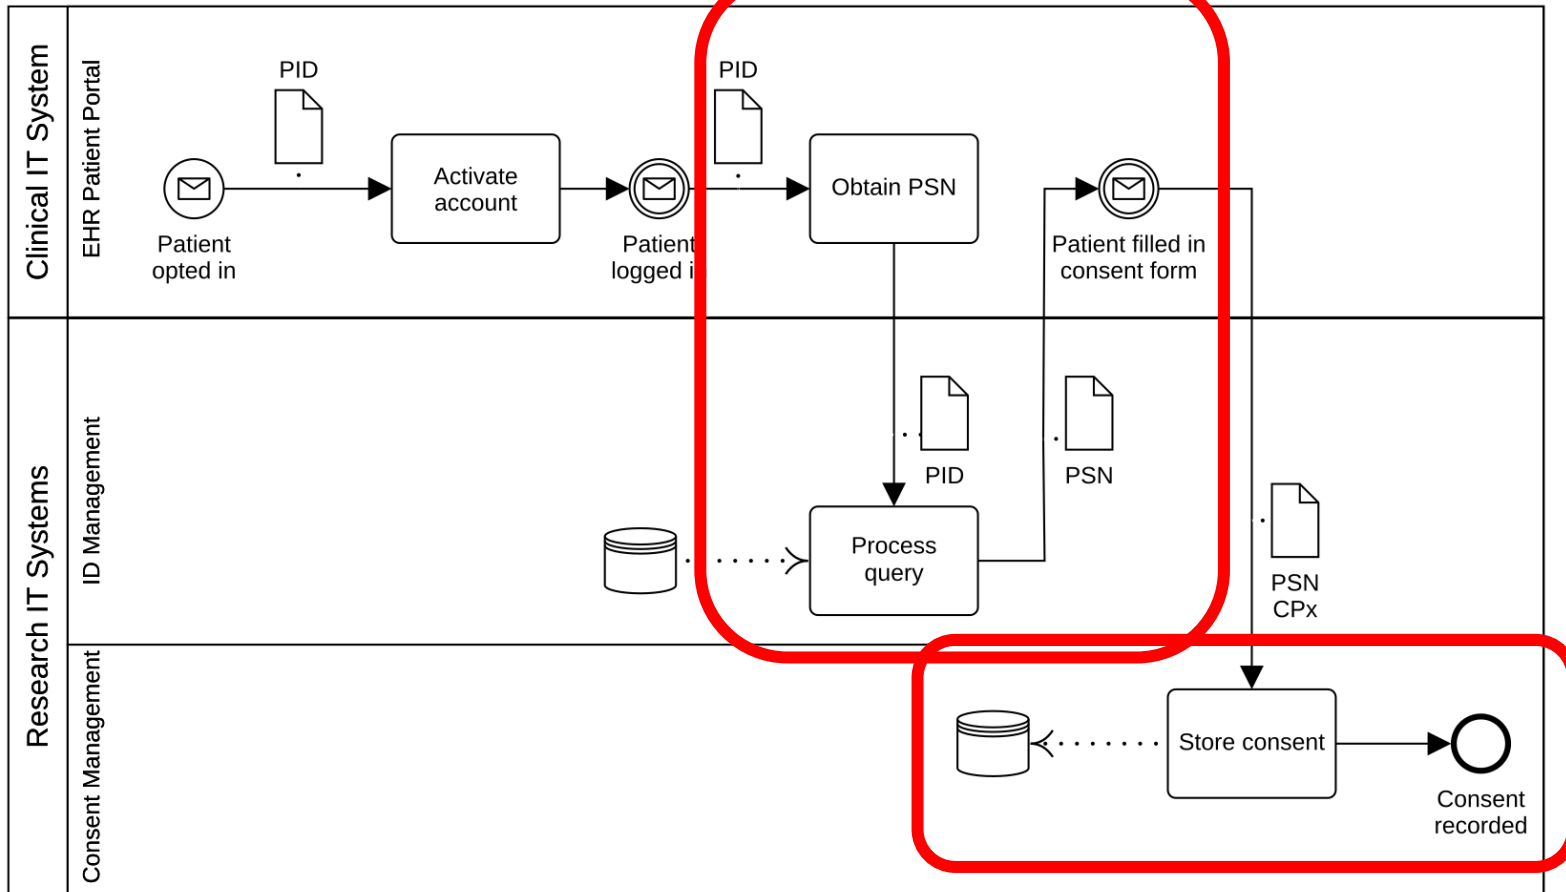 Clinical IT System
EHR Patient Portal
PID
Patient
opted in
Activate
account
Patient
logged i
PID
Obtain PSN
Patient filled in
consent form
Research IT Systems
ID Management
PID
PSN
Process
query
PSN
CPx
Consent Management
Store consent
Consent
recorded